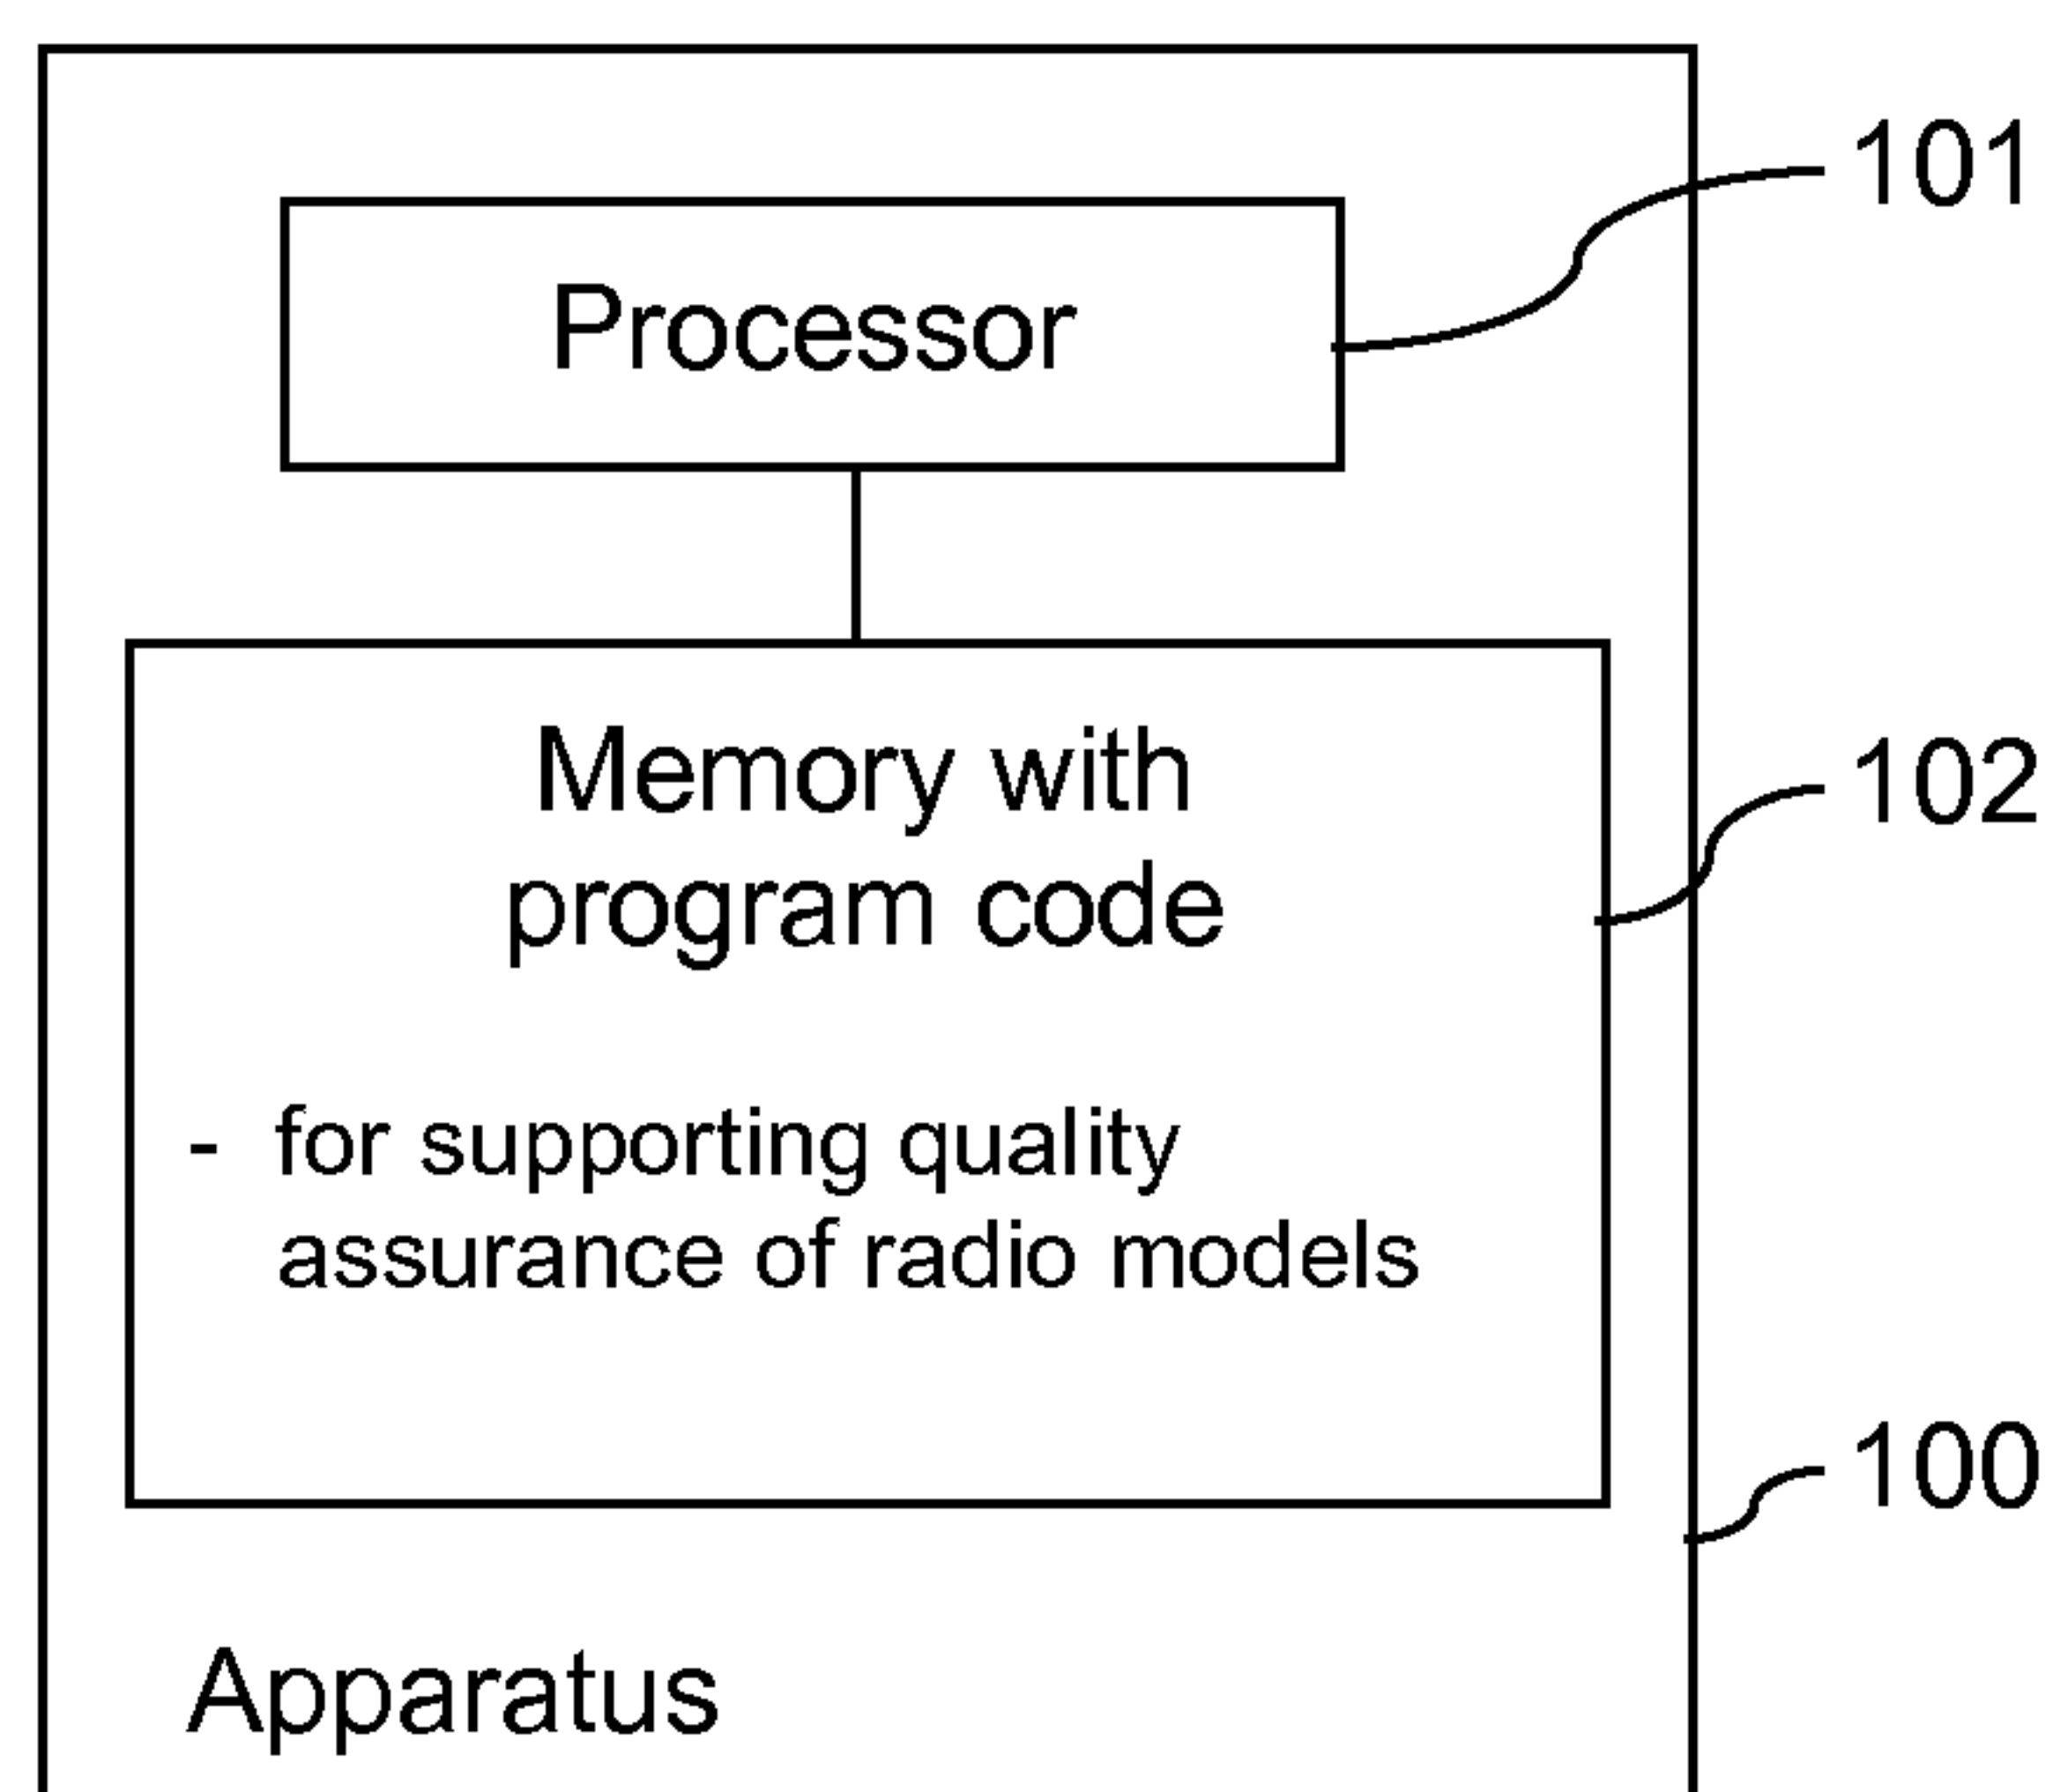 101
Processor
Memory with
102
program code
- for supporting quality
assurance of radio models
100
Apparatus